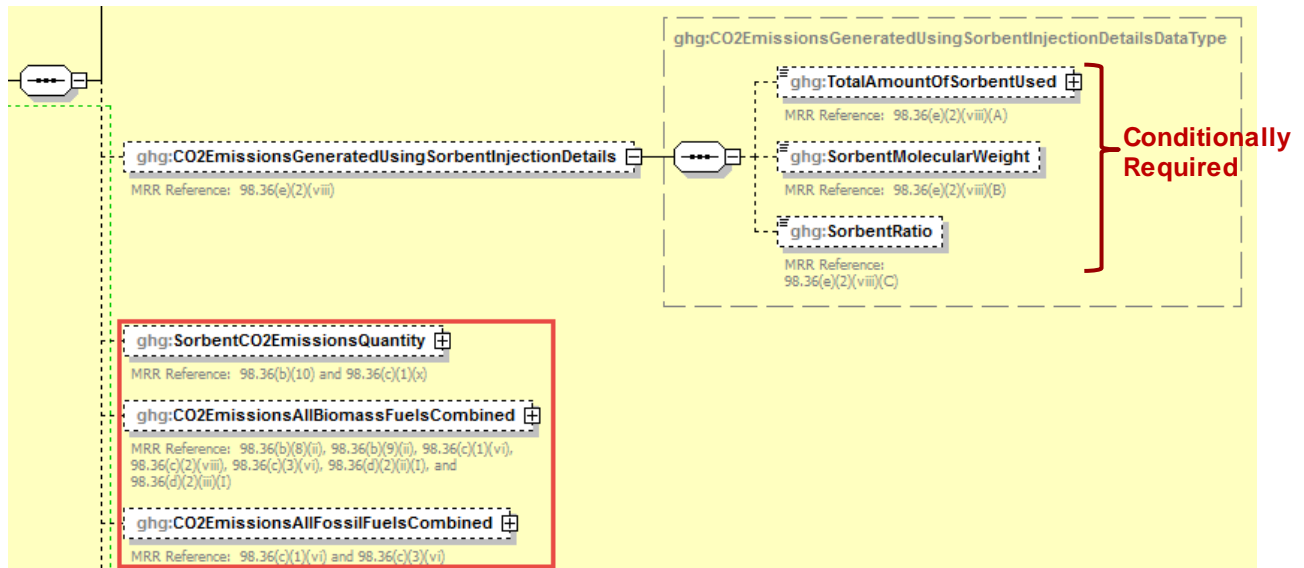 ghg:CO2EmissionsGeneratedUsingSorbentInjectionDetailsDataType
ghg:TotalAmountOfSorbentUsed
MRR Reference: 98.36(e)(2)(viii)(A)
ghg:CO2EmissionsGeneratedUsingSorbentInjectionDetails
MRR Reference: 98.36(e)(2)(viii)
ghg:SorbentMolecularWeight
MRR Reference: 98.36(e)(2)(viii)(B)
ghg:SorbentRatio
MRR Reference:
98.36(e)(2)(viii)(C)
Conditionally
Required
ghg:SorbentCO2EmissionsQuantity
MRR Reference: 98.36(b)(10) and 98.36(c)(1)(x)
ghg:CO2EmissionsAllBiomassFuelsCombined
MRR Reference: 98.36(b)(8)(ii), 98.36(b)(9)(ii), 98.36(c)(1)(vi),
98.36(c)(2)(viii), 98.36(c)(3)(vi), 98.36(d)(2)(ii)(I), and
98.36(d)(2)(iii)(I)
ghg:CO2EmissionsAllFossilFuelsCombined
MRR Reference: 98.36(c)(1)(vi) and 98.36(c)(3)(vi)